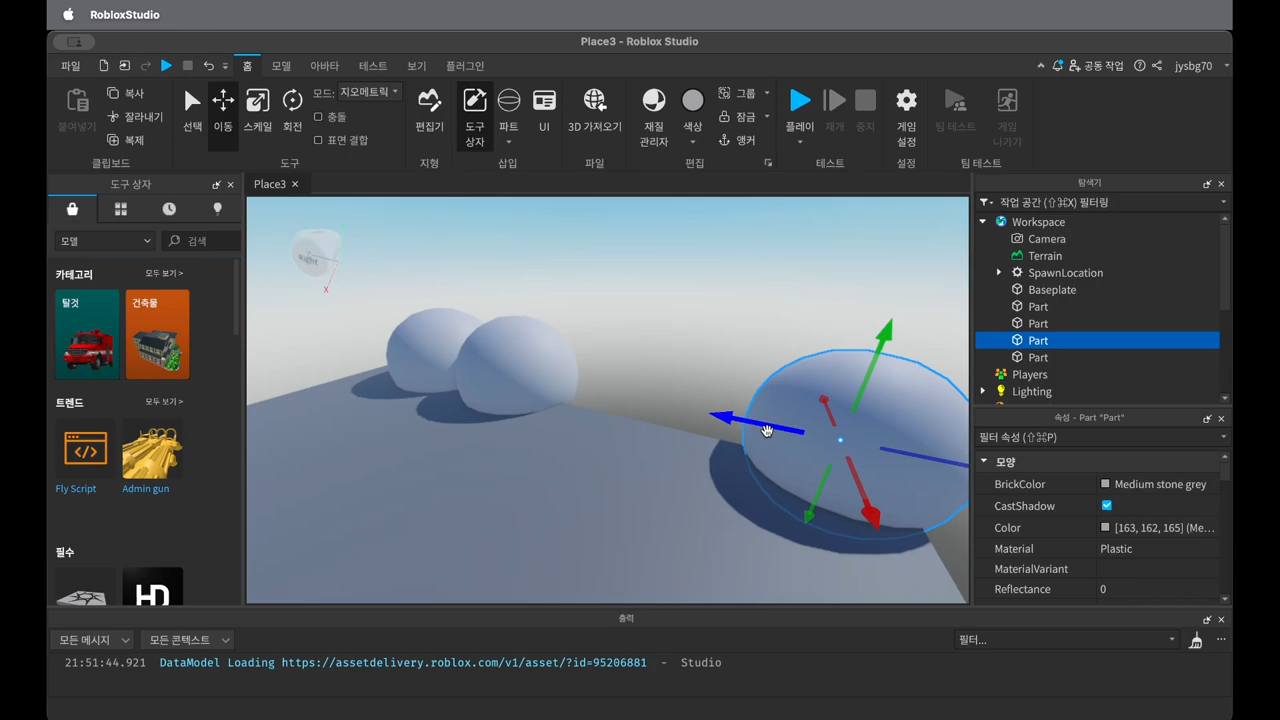 RobloxStudio
Place3 - Roblox Studio
파일 홈 모델 아바타 테스트 보기 플러그인 공동 작업 jysbg70
붙여넣기 복사 잘라내기 복제 선택 이동 스케일 회전 모드: 지오메트릭 충돌 표면 결합 편집기 도구 상자 파트 UI 3D 가져오기 재질 관리자 색상 그룹 잠금 앵커 플레이 재개 중지 게임 설정 팀 테스트 게임 나가기
클립보드 도구 지형 삽입 파일 편집 테스트 설정 팀 테스트
도구 상자
모델 검색
카테고리 모두 보기 >
탈것 건축물
트렌드 모두 보기 >
Fly Script Admin gun
필수
HD
Place3
Right
X
탐색기
작업 공간 (⇧⌘X) 필터링
Workspace
Camera
Terrain
SpawnLocation
Baseplate
Part
Part
Part
Part
Players
Lighting
속성 - Part "Part"
필터 속성 (⇧⌘P)
모양
BrickColor Medium stone grey
CastShadow
Color [163, 162, 165] (Me...
Material Plastic
MaterialVariant
Reflectance 0
출력
모든 메시지 모든 콘텍스트 필터...
21:51:44.921 DataModel Loading https://assetdelivery.roblox.com/v1/asset/?id=95206881 - Studio